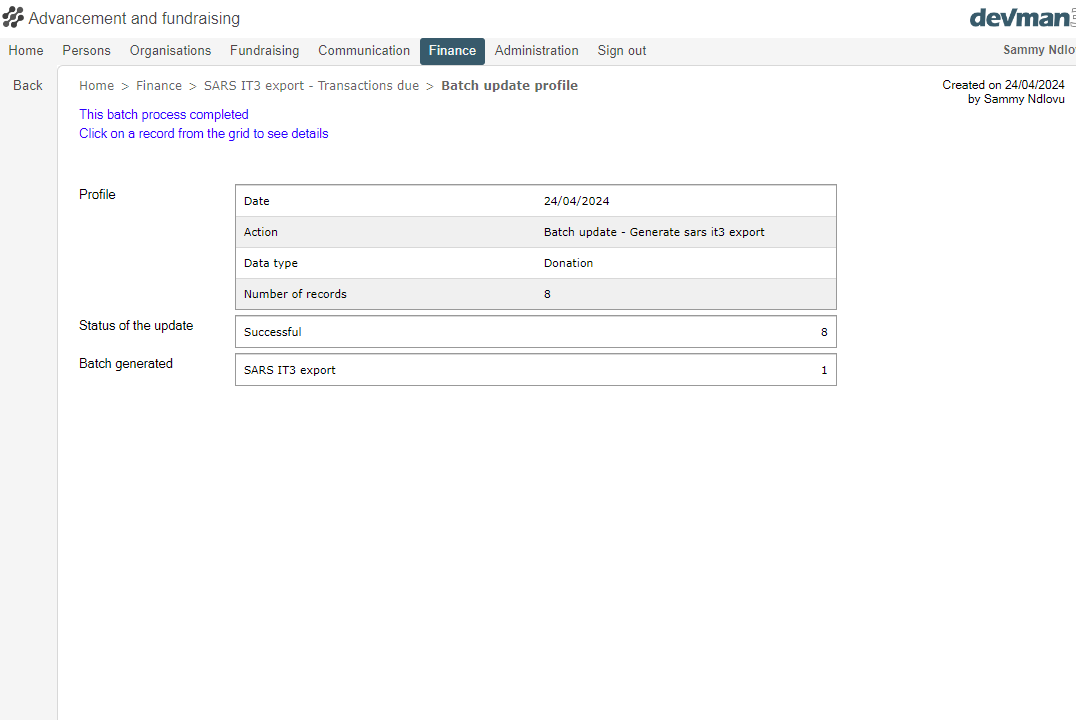 Advancement and fundraising
devman
Home Persons Organisations Fundraising Communication Finance Administration Sign out Sammy Ndlo
Back
Home > Finance > SARS IT3 export - Transactions due > Batch update profile
Created on 24/04/2024
by Sammy Ndlovu
This batch process completed
Click on a record from the grid to see details
Profile
Date 24/04/2024
Action Batch update - Generate sars it3 export
Data type Donation
Number of records 8
Status of the update
Successful 8
Batch generated
SARS IT3 export 1